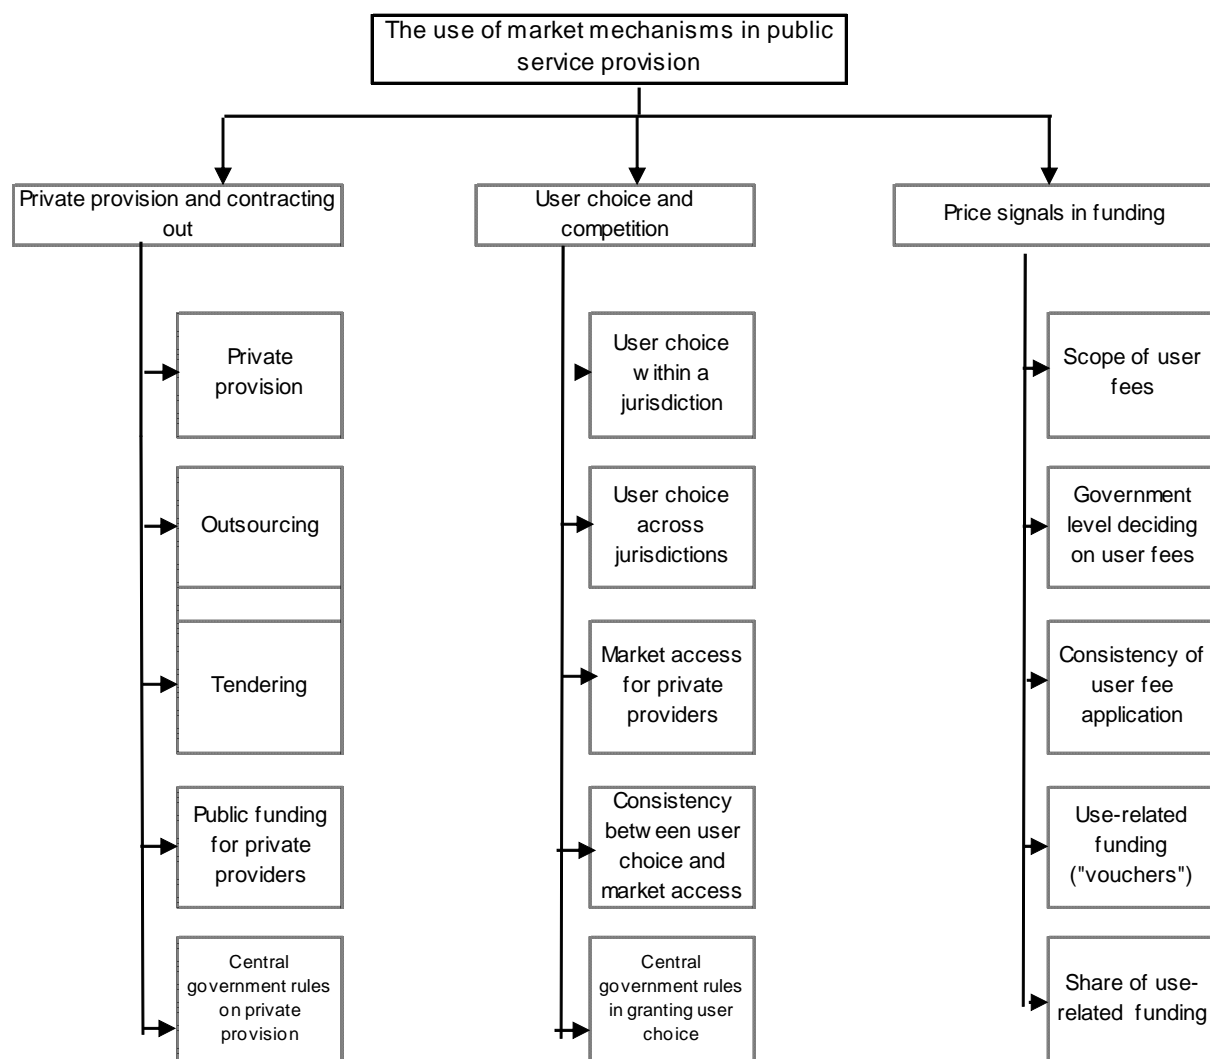 The use of market mechanisms in public
service provision
Private provision and contracting
out
User choice and
competition
Price signals in funding
Private
provision
Outsourcing
Tendering
Public funding
for private
providers
Central
government rules
on private
provision
User choice
within a
jurisdiction
User choice
across
jurisdictions
Market access
for private
providers
Consistency
between user
choice and
market access
Central
government rules
in granting user
choice
Scope of user
fees
Government
level deciding
on user fees
Consistency of
user fee
application
Use-related
funding
("vouchers")
Share of use-
related funding